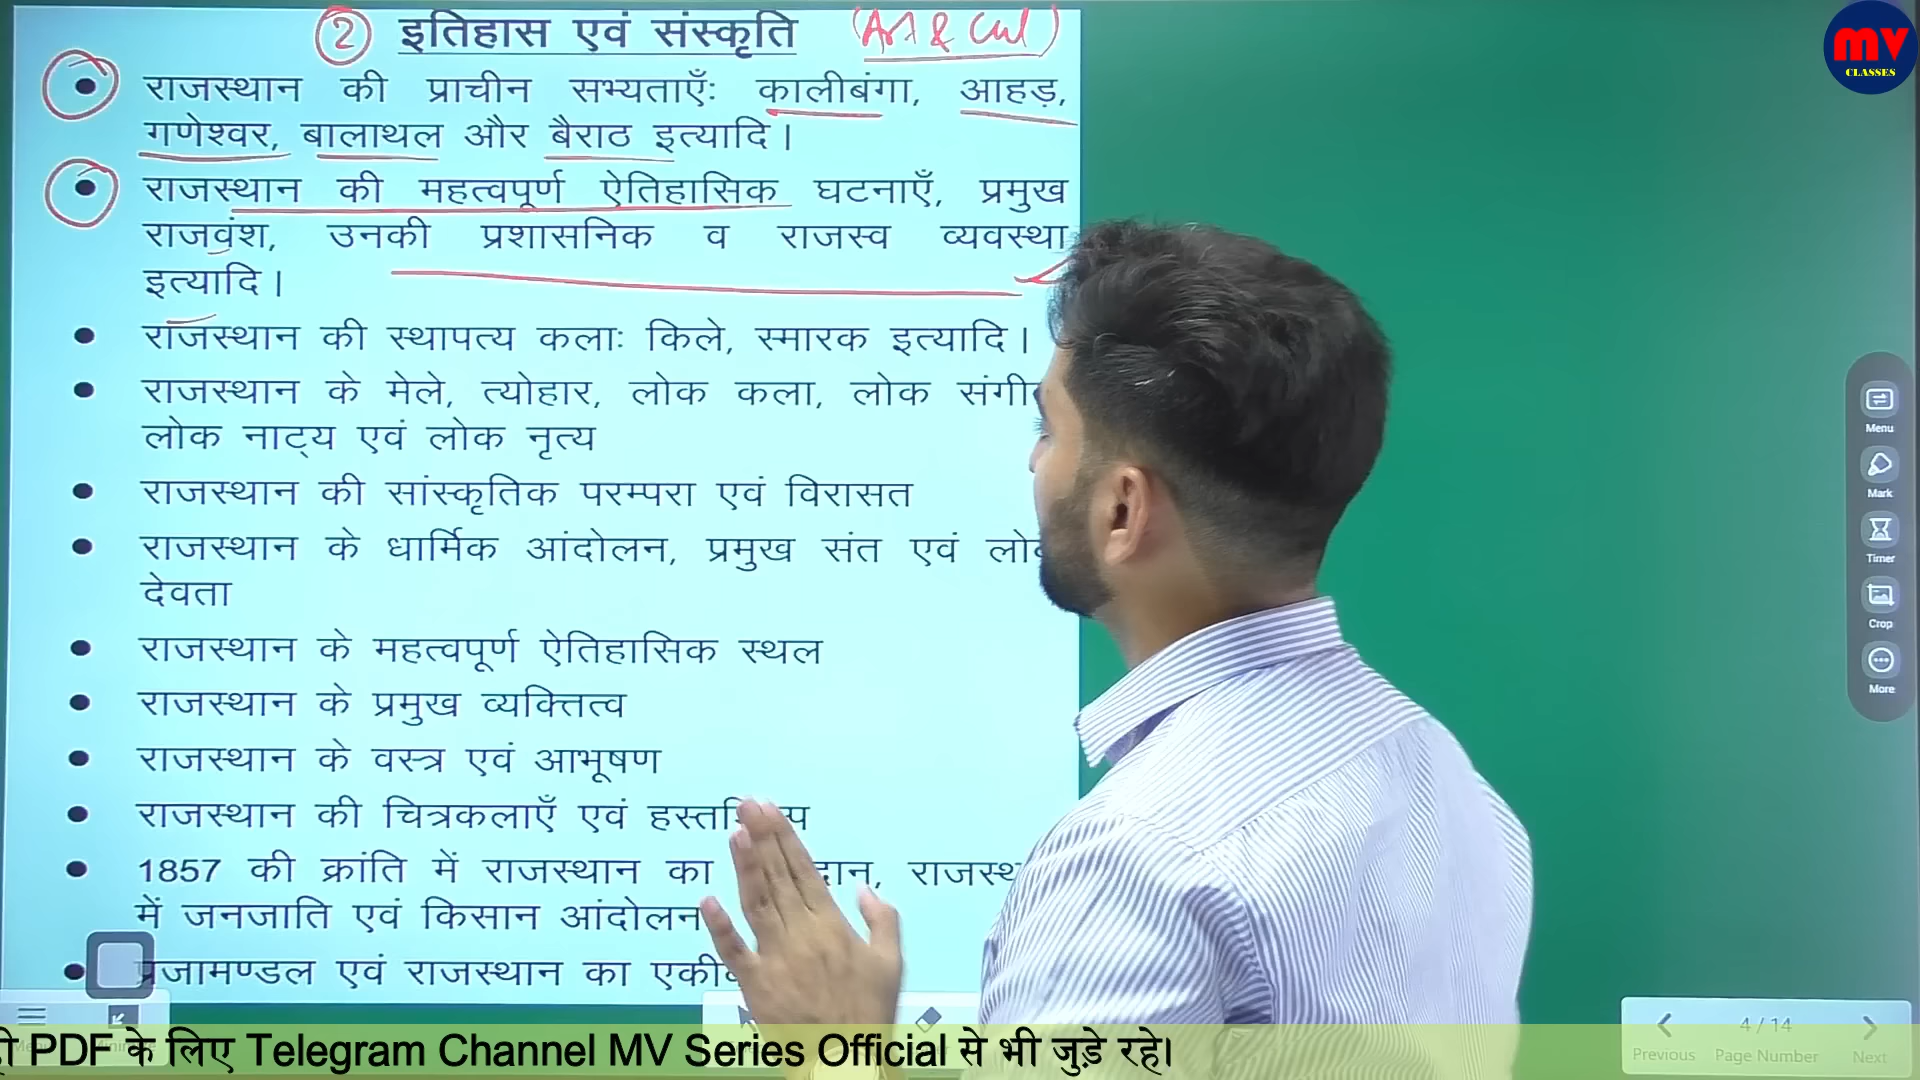 2 इतिहास एवं संस्कृति (Art & Cul)
MV
CLASSES
• राजस्थान की प्राचीन सभ्यताएँः कालीबंगा, आहड़,
गणेश्वर, बालाथल और बैराठ इत्यादि।
• राजस्थान की महत्वपूर्ण ऐतिहासिक घटनाएँ, प्रमुख
राजवंश, उनकी प्रशासनिक व राजस्व व्यवस्था
इत्यादि।
• राजस्थान की स्थापत्य कलाः किले, स्मारक इत्यादि।
• राजस्थान के मेले, त्योहार, लोक कला, लोक
लोक नाट्य एवं लोक नृत्य
• राजस्थान की सांस्कृतिक परम्परा एवं विरासत
• राजस्थान के धार्मिक आंदोलन, प्रमुख संत एवं
देवता
• राजस्थान के महत्वपूर्ण ऐतिहासिक स्थल
• राजस्थान के प्रमुख व्यक्तित्व
• राजस्थान के वस्त्र एवं आभूषण
• राजस्थान की चित्रकलाएँ एवं
• 1857 की क्रांति में राजस्थान का
में जनजाति एवं किसान आंदोलन
• प्रजामण्डल एवं राजस्थान का
Menu
Mark
Timer
Crop
More
4 / 14
Previous Page Number Next
PDF के लिए Telegram Channel MV Series Official से भी जुड़े रहे।